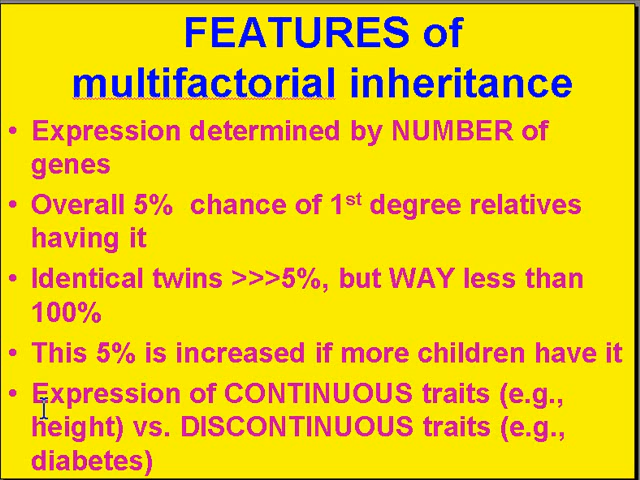 FEATURES of
multifactorial inheritance
• Expression determined by NUMBER of
genes
• Overall 5%  chance of 1st degree relatives
having it
• Identical twins >>>5%, but WAY less than
100%
• This 5% is increased if more children have it
• Expression of CONTINUOUS traits (e.g.,
height) vs. DISCONTINUOUS traits (e.g.,
diabetes)